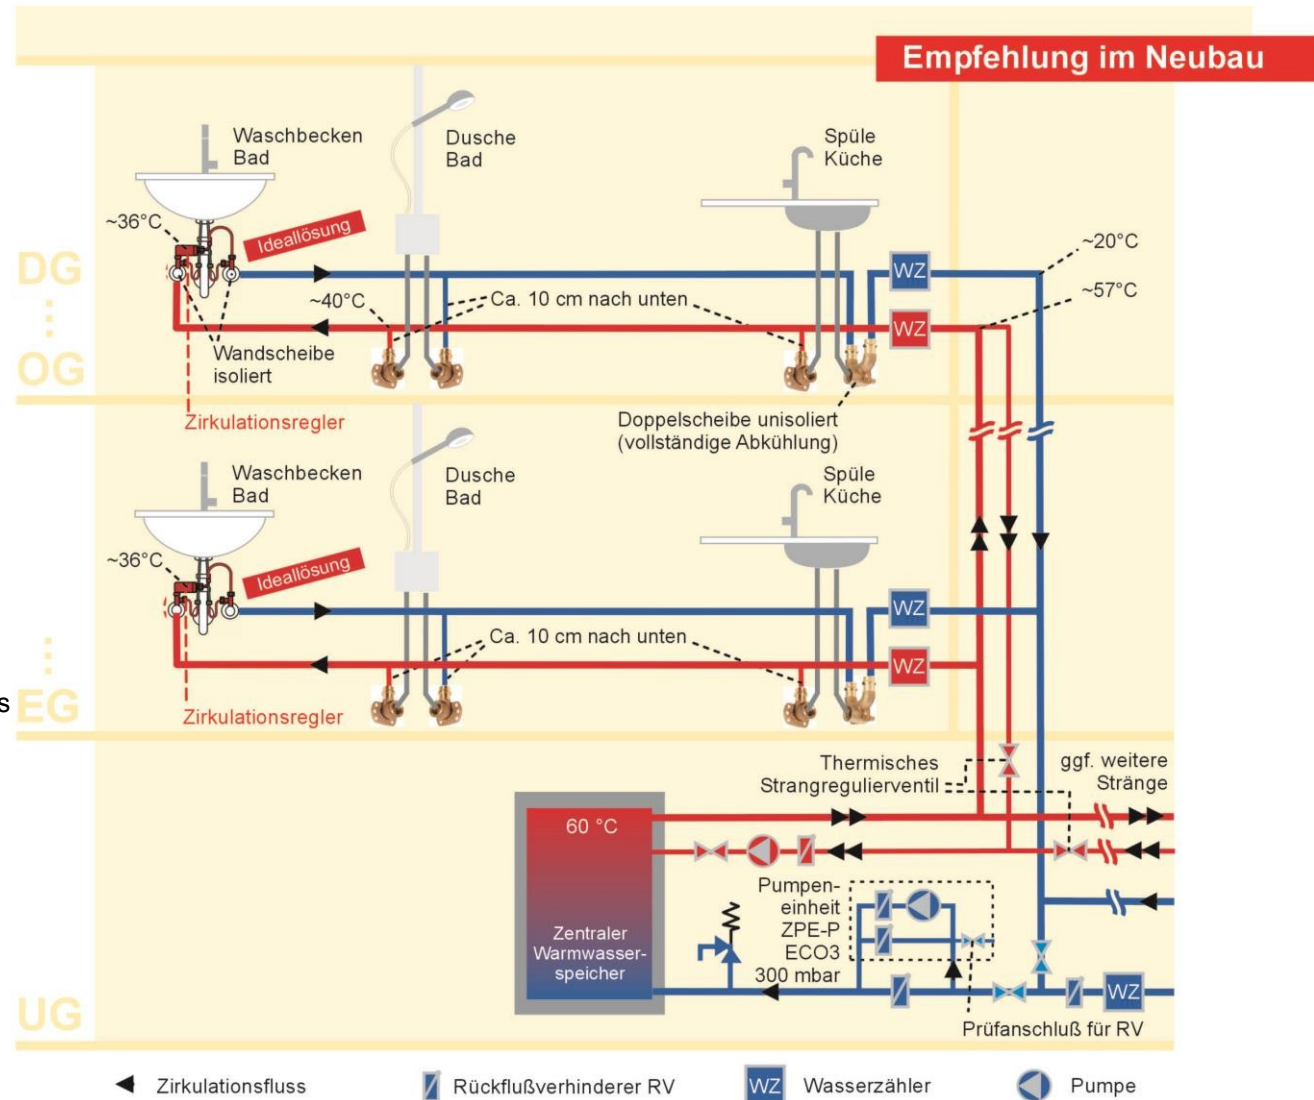 Empfehlung im Neubau
Waschbecken
Bad
Dusche
Bad
Spüle
Küche
~36°C
Ideallösung
DG
OG
~40°C
Ca. 10 cm nach unten
WZ
WZ
~20°C
~57°C
Wandscheibe
isoliert
Zirkulationsregler
Doppelscheibe unisoliert
(vollständige Abkühlung)
Waschbecken
Bad
Dusche
Bad
Spüle
Küche
~36°C
Ideallösung
Ca. 10 cm nach unten
WZ
WZ
s
EG
Zirkulationsregler
Thermisches
Strangregulierventil
ggf. weitere
Stränge
60 °C
Zentraler
Warmwasser-
speicher
Pumpen-
einheit
ZPE-P
ECO3
300 mbar
WZ
Prüfanschluß für RV
UG
Zirkulationsfluss
Rückflußverhinderer RV
WZ Wasserzähler
Pumpe